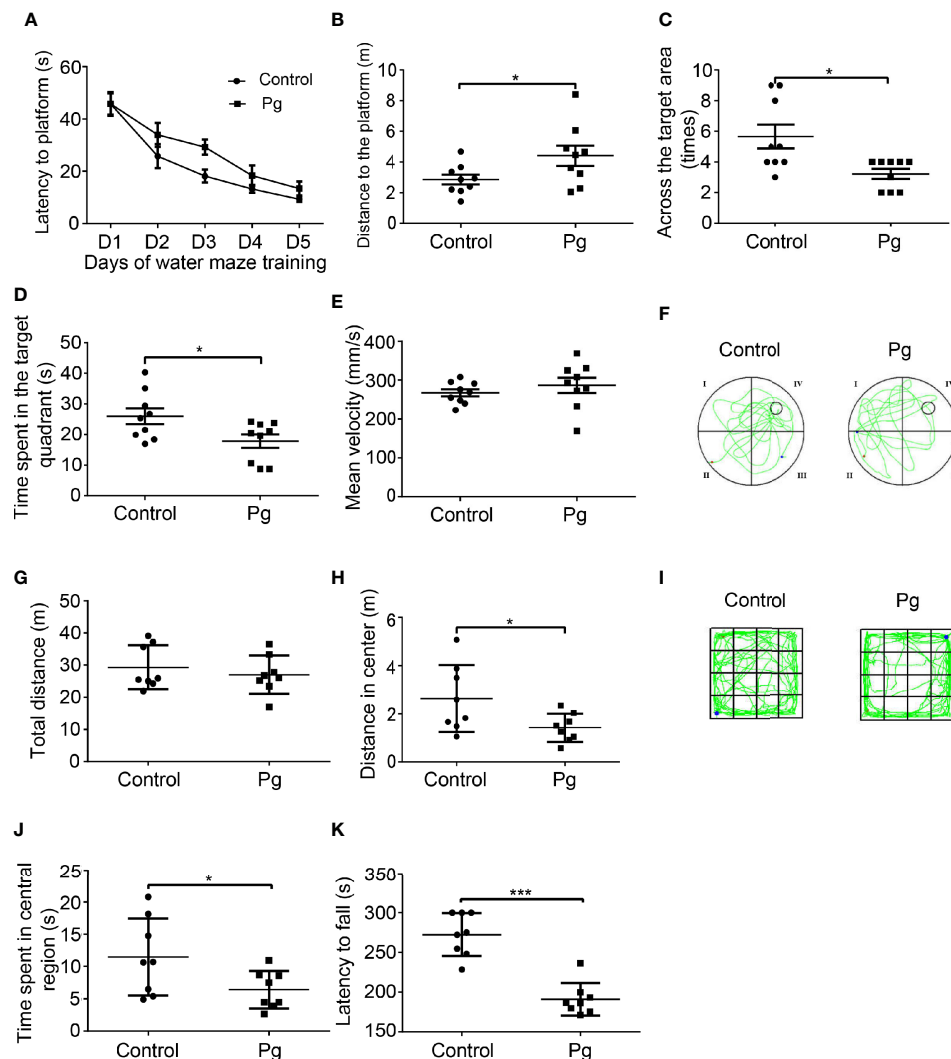 A
Latency to platform (s)
60
40
20
0
Control
Pg
D1 D2 D3 D4 D5
Days of water maze training
B
Distance to the platform (m)
10
8
6
4
2
0
*
Control Pg
C
Across the target area
(times)
10
8
6
4
2
0
*
Control Pg
D
Time spent in the target
quadrant (s)
50
40
30
20
10
0
*
Control Pg
E
Mean velocity (mm/s)
400
300
200
100
0
Control Pg
F
Control Pg
I IV
II III
I IV
II
G
Total distance (m)
50
40
30
20
10
0
Control Pg
H
Distance in center (m)
6
4
2
0
*
Control Pg
I
Control Pg
J
Time spent in central
region (s)
25
20
15
10
5
0
*
Control Pg
K
Latency to fall (s)
300
250
200
150
***
Control Pg